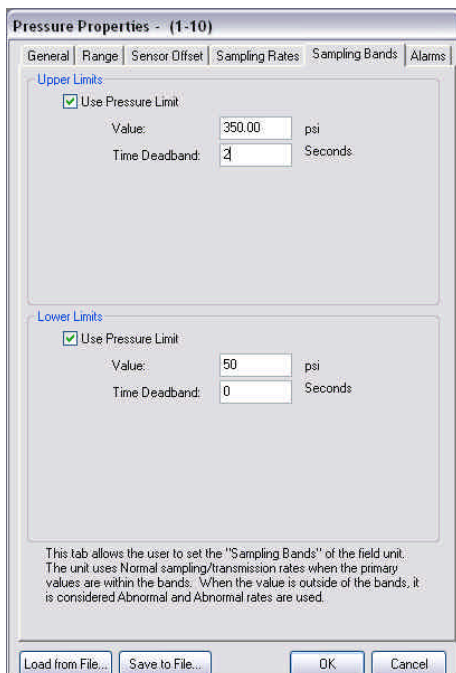 Pressure Properties - (1-10)
General Range Sensor Offset Sampling Rates Sampling Bands Alarms
Upper Limits
Use Pressure Limit
Value: 350.00 psi
Time Deadband: 2 Seconds
Lower Limits
Use Pressure Limit
Value: 50 psi
Time Deadband: 0 Seconds
This tab allows the user to set the "Sampling Bands" of the field unit.
The unit uses Normal sampling/transmission rates when the primary
values are within the bands. When the value is outside of the bands, it
is considered Abnormal and Abnormal rates are used.
Load from File... Save to File... OK Cancel